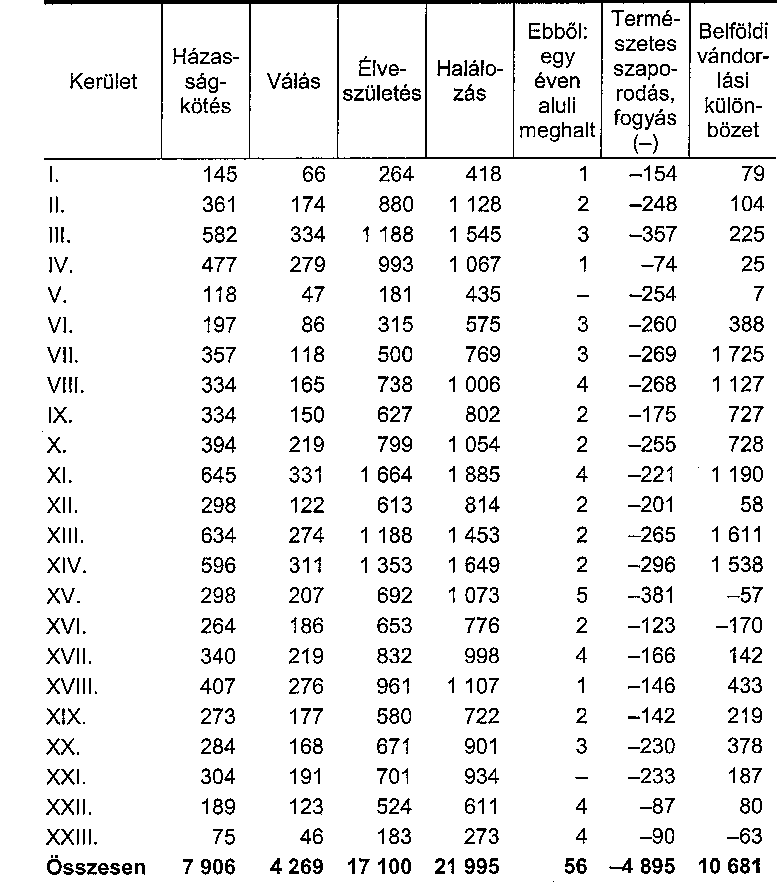 Kerület Házas-ság-kötés Válás Élve-születés Halálo-zás Ebből: egy éven aluli meghalt Termé-szetes szapo-rodás, fogyás (–) Belföldi vándor-lási külön-bözet
I. 145 66 264 418 1 –154 79
II. 361 174 880 1 128 2 –248 104
III. 582 334 1 188 1 545 3 –357 225
IV. 477 279 993 1 067 1 –74 25
V. 118 47 181 435 – –254 7
VI. 197 86 315 575 3 –260 388
VII. 357 118 500 769 3 –269 1 725
VIII. 334 165 738 1 006 4 –268 1 127
IX. 334 150 627 802 2 –175 727
X. 394 219 799 1 054 2 –255 728
XI. 645 331 1 664 1 885 4 –221 1 190
XII. 298 122 613 814 2 –201 58
XIII. 634 274 1 188 1 453 2 –265 1 611
XIV. 596 311 1 353 1 649 2 –296 1 538
XV. 298 207 692 1 073 5 –381 –57
XVI. 264 186 653 776 2 –123 –170
XVII. 340 219 832 998 4 –166 142
XVIII. 407 276 961 1 107 1 –146 433
XIX. 273 177 580 722 2 –142 219
XX. 284 168 671 901 3 –230 378
XXI. 304 191 701 934 – –233 187
XXII. 189 123 524 611 4 –87 80
XXIII. 75 46 183 273 4 –90 –63
Összesen 7 906 4 269 17 100 21 995 56 –4 895 10 681